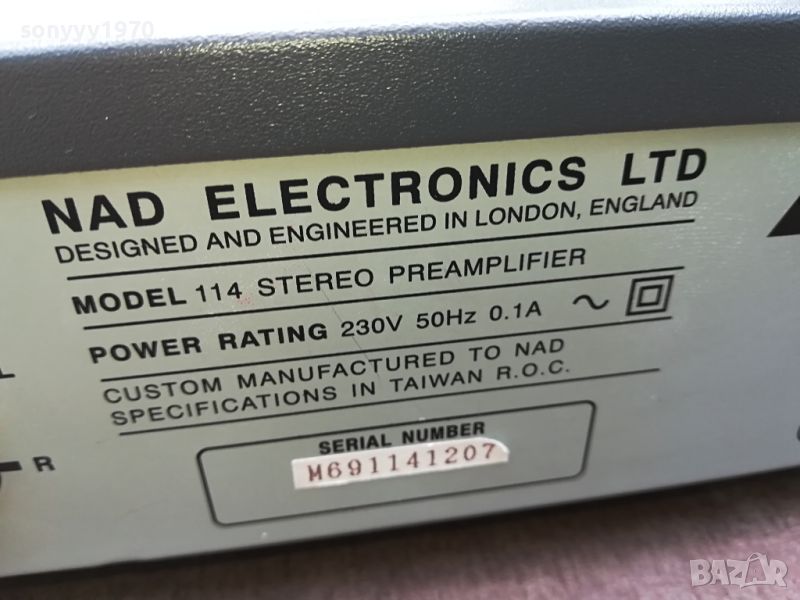 sonyyy1970
NAD ELECTRONICS LTD
DESIGNED AND ENGINEERED IN LONDON, ENGLAND
MODEL 114 STEREO PREAMPLIFIER
POWER RATING 230V 50Hz 0.1A ~
CUSTOM MANUFACTURED TO NAD
SPECIFICATIONS IN TAIWAN R.O.C.
L
R
SERIAL NUMBER
M691141207
BAZAR